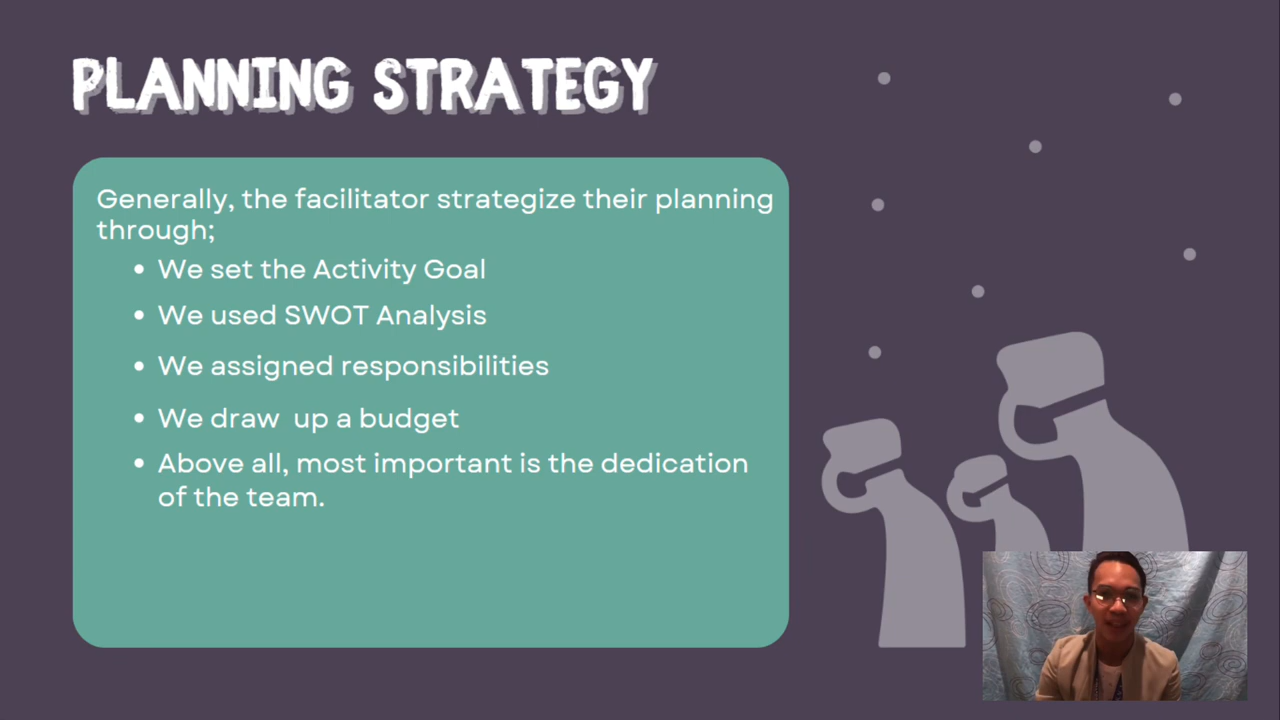 PLANNING STRATEGY
Generally, the facilitator strategize their planning
through;
• We set the Activity Goal
• We used SWOT Analysis
• We assigned responsibilities
• We draw  up a budget
• Above all, most important is the dedication
of the team.